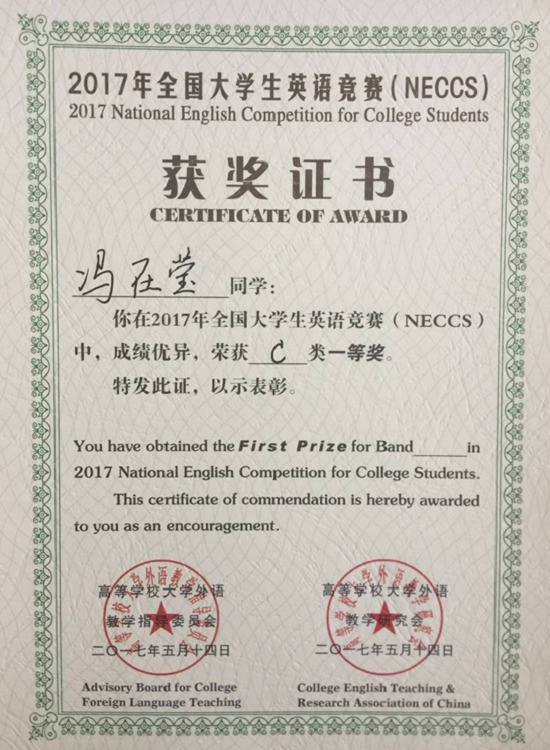 2017年全国大学生英语竞赛(NECCS)
2017 National English Competition for College Students
获奖证书
CERTIFICATE OF AWARD
冯在莹同学：
你在2017年全国大学生英语竞赛(NECCS)
中，成绩优异，荣获 C 类一等奖。
特发此证，以示表彰。
You have obtained the First Prize for Band______in
2017 National English Competition for College Students.
This certificate of commendation is hereby awarded
to you as an encouragement.
高等学校大学外语
教学指导委员会
二〇一七年五月十四日
Advisory Board for College
Foreign Language Teaching
高等学校大学外语
教学研究会
二〇一七年五月十四日
College English Teaching &
Research Association of China